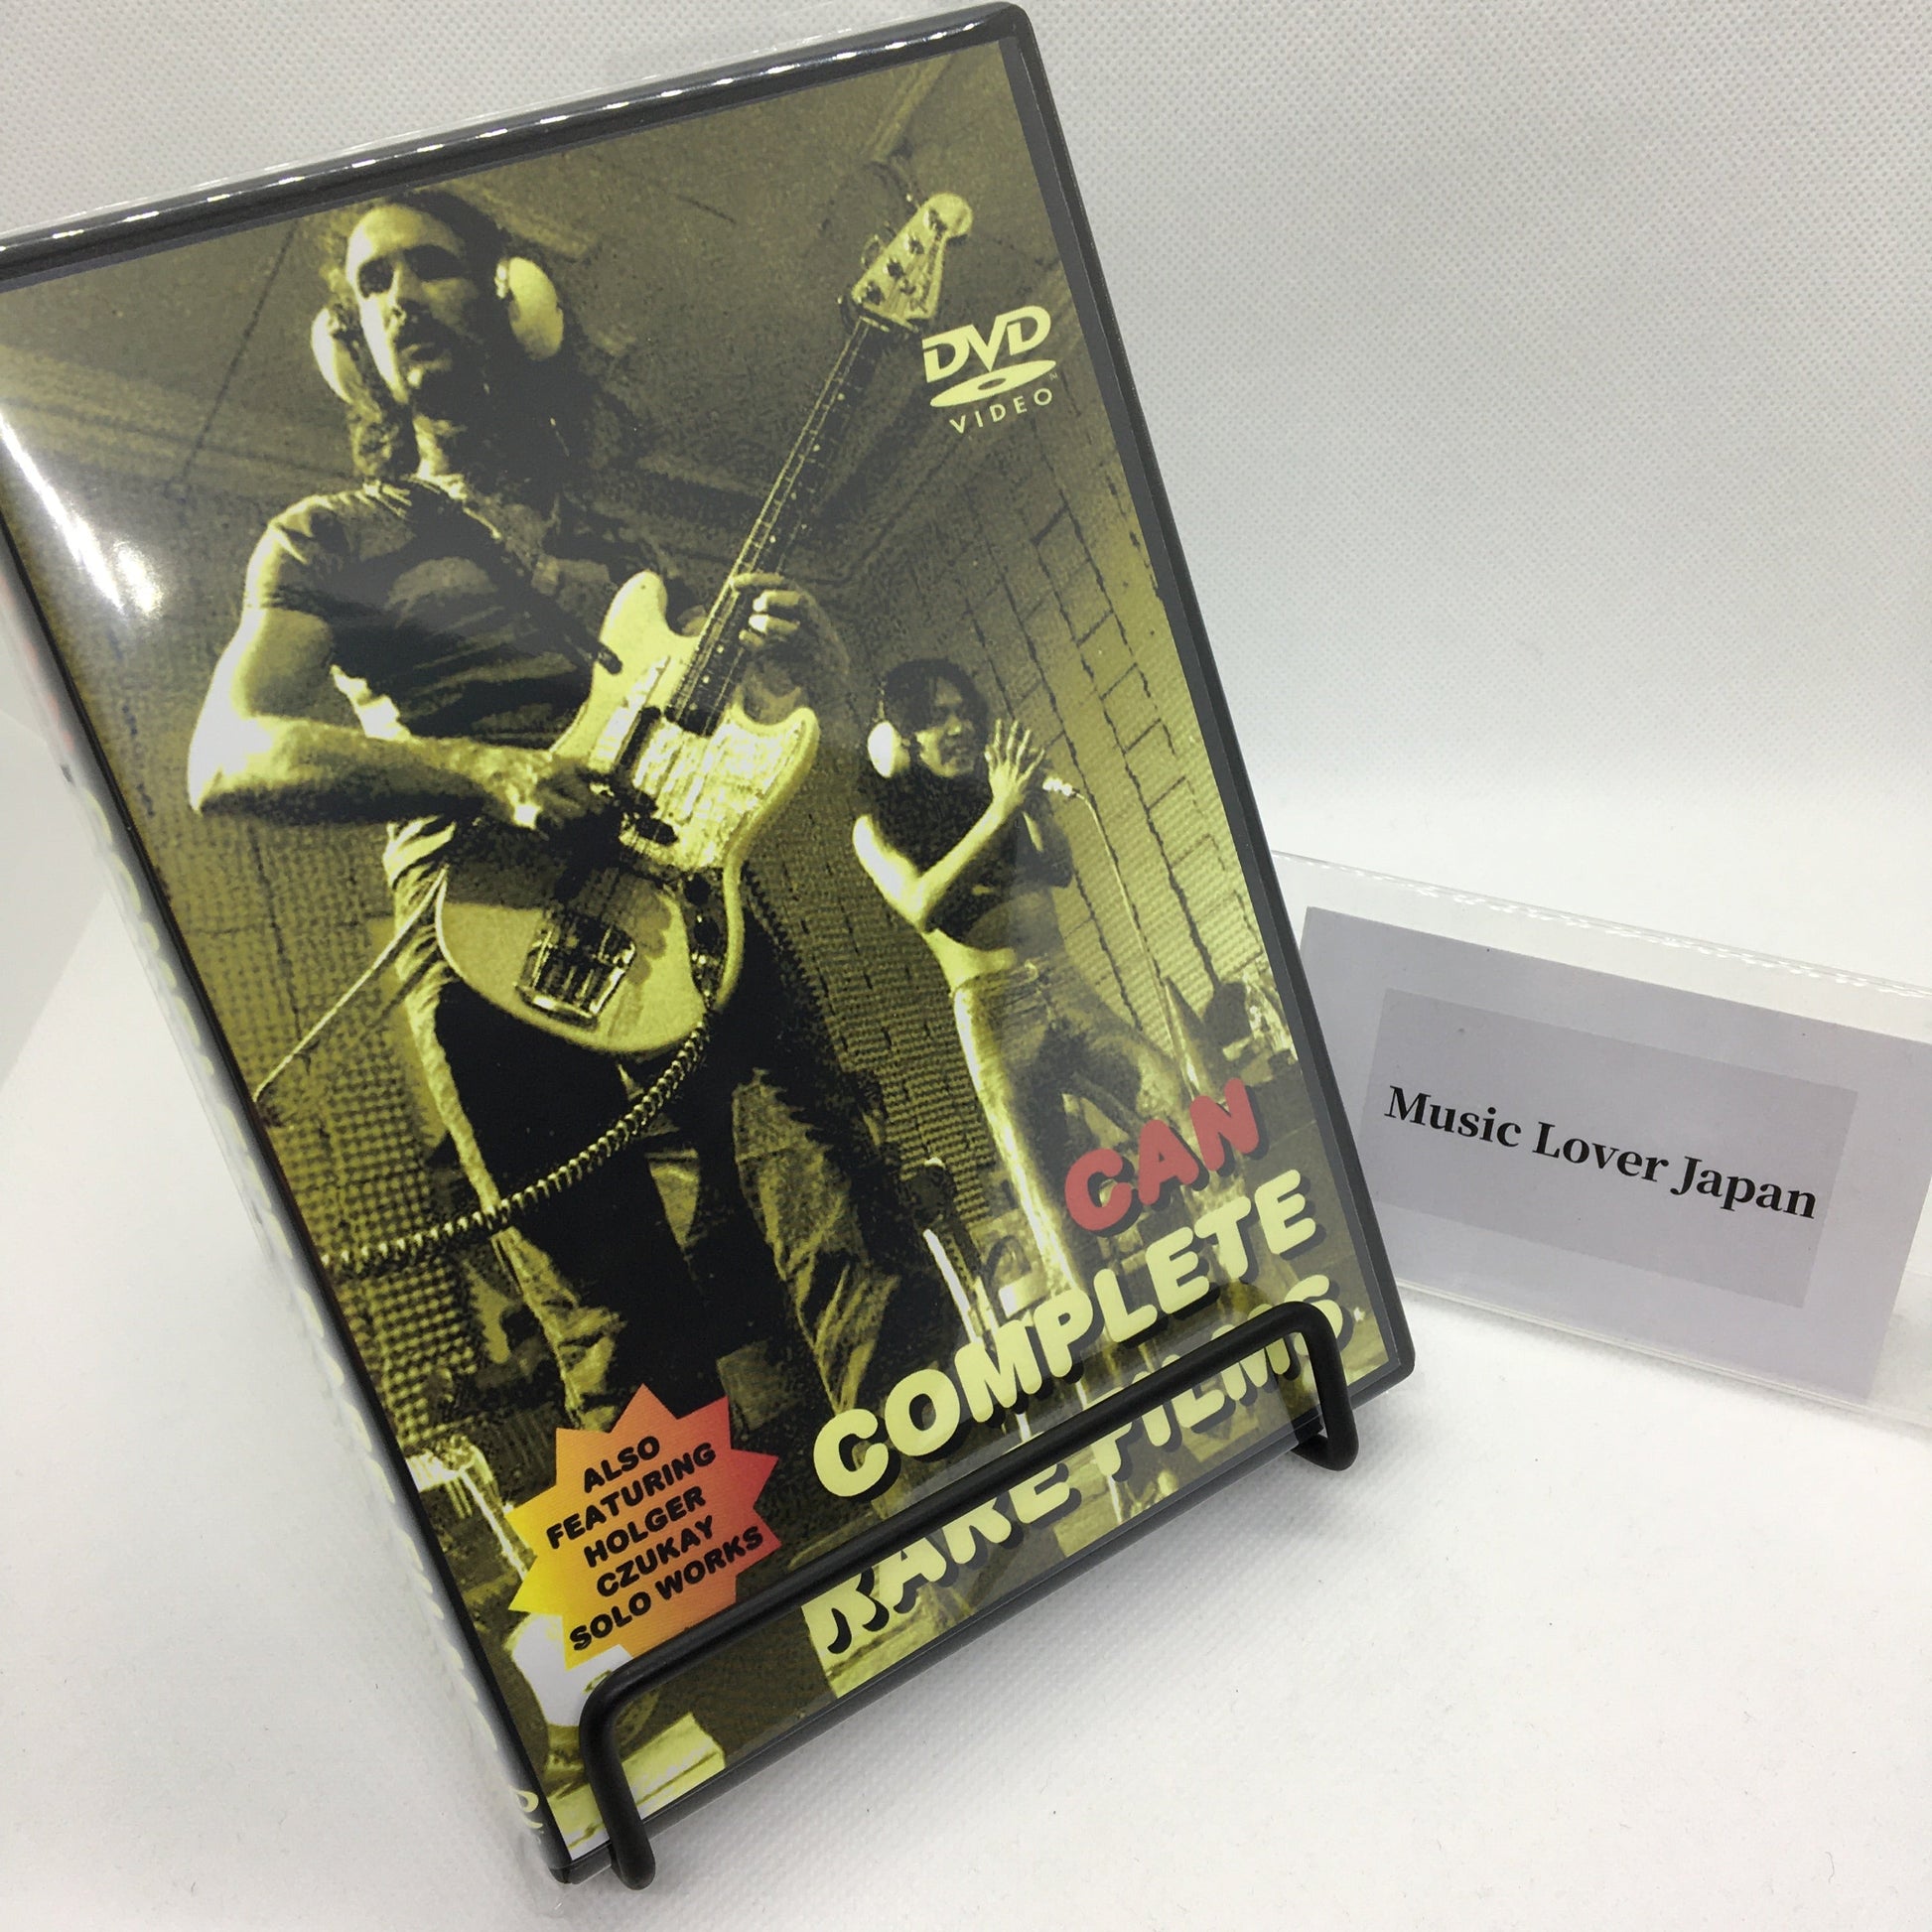 DVD
VIDEO
CAN
COMPLETE
RARE FILMS
ALSO
FEATURING
HOLGER
CZUKAY
SOLO WORKS
Music Lover Japan